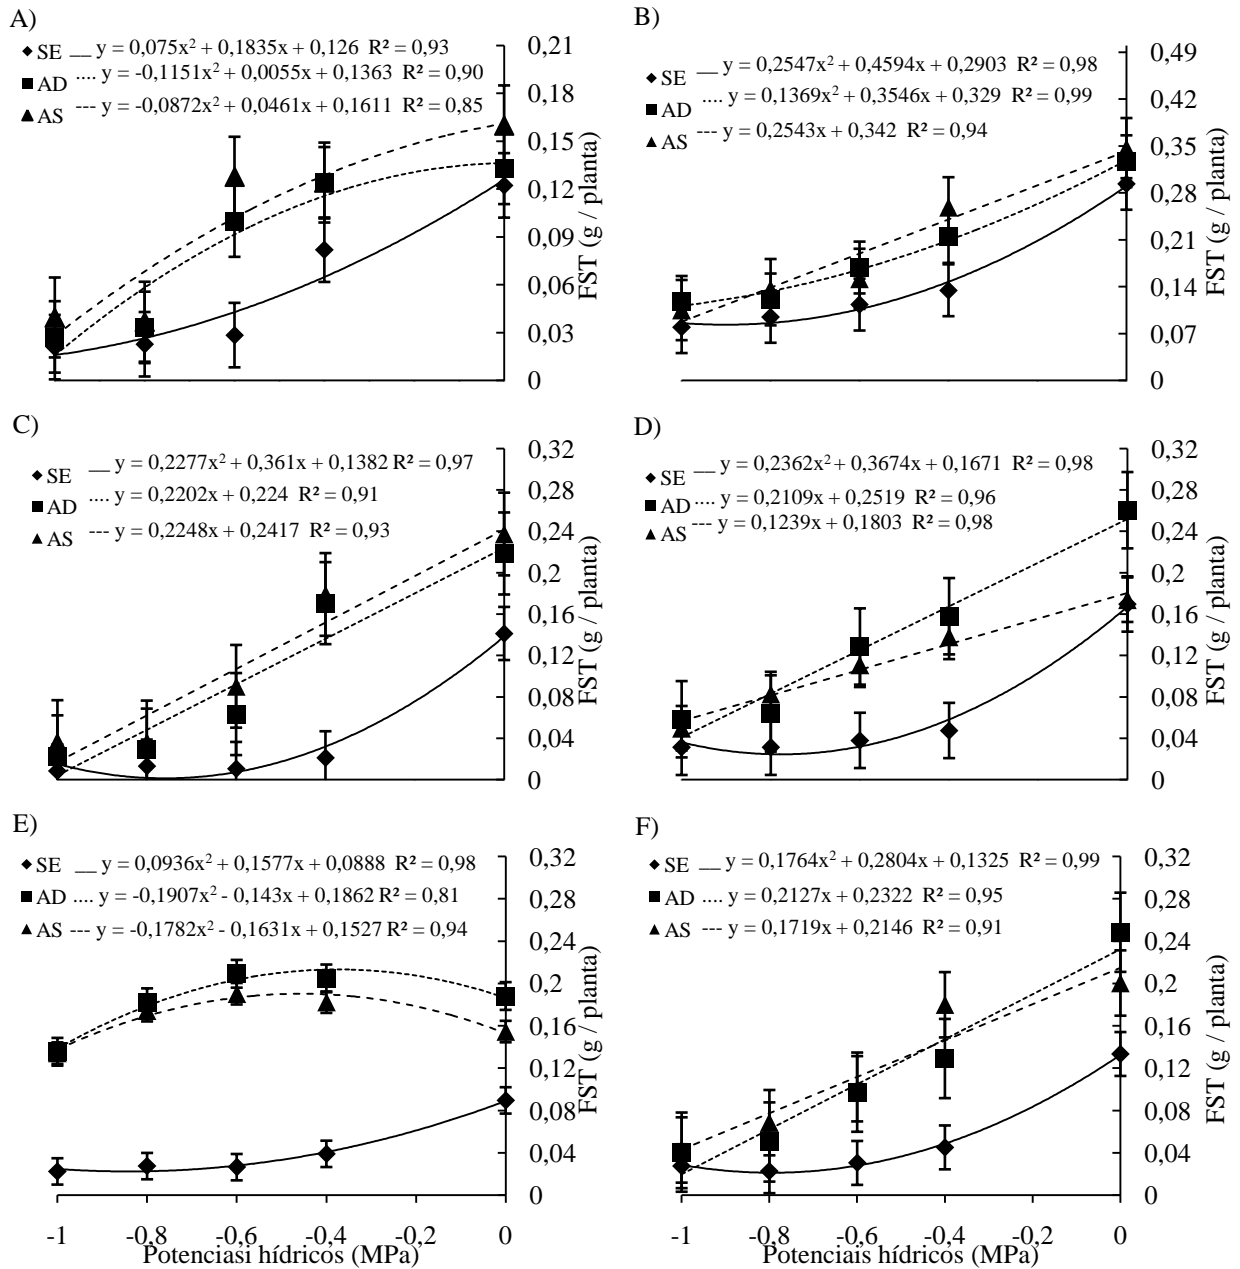 A)
◆ SE __ y = 0,075x² + 0,1835x + 0,126 R² = 0,93
■ AD .... y = -0,1151x² + 0,0055x + 0,1363 R² = 0,90
▲ AS --- y = -0,0872x² + 0,0461x + 0,1611 R² = 0,85
0,21
0,18
0,15
0,12
0,09
0,06
0,03
0
FST (g / planta)
B)
◆ SE __ y = 0,2547x² + 0,4594x + 0,2903 R² = 0,98
■ AD .... y = 0,1369x² + 0,3546x + 0,329 R² = 0,99
▲ AS --- y = 0,2543x + 0,342 R² = 0,94
0,49
0,42
0,35
0,28
0,21
0,14
0,07
0
FST (g / planta)
C)
◆ SE __ y = 0,2277x² + 0,361x + 0,1382 R² = 0,97
■ AD .... y = 0,2202x + 0,224 R² = 0,91
▲ AS --- y = 0,2248x + 0,2417 R² = 0,93
0,32
0,28
0,24
0,2
0,16
0,12
0,08
0,04
0
FST (g / planta)
D)
◆ SE __ y = 0,2362x² + 0,3674x + 0,1671 R² = 0,98
■ AD .... y = 0,2109x + 0,2519 R² = 0,96
▲ AS --- y = 0,1239x + 0,1803 R² = 0,98
0,32
0,28
0,24
0,2
0,16
0,12
0,08
0,04
0
FST (g / planta)
E)
◆ SE __ y = 0,0936x² + 0,1577x + 0,0888 R² = 0,98
■ AD .... y = -0,1907x² - 0,143x + 0,1862 R² = 0,81
▲ AS --- y = -0,1782x² - 0,1631x + 0,1527 R² = 0,94
0,32
0,28
0,24
0,2
0,16
0,12
0,08
0,04
0
FST (g / planta)
-1 -0,8 -0,6 -0,4 -0,2 0
Potenciasi hídricos (MPa)
F)
◆ SE __ y = 0,1764x² + 0,2804x + 0,1325 R² = 0,99
■ AD .... y = 0,2127x + 0,2322 R² = 0,95
▲ AS --- y = 0,1719x + 0,2146 R² = 0,91
0,32
0,28
0,24
0,2
0,16
0,12
0,08
0,04
0
FST (g / planta)
-1 -0,8 -0,6 -0,4 -0,2 0
Potenciais hídricos (MPa)